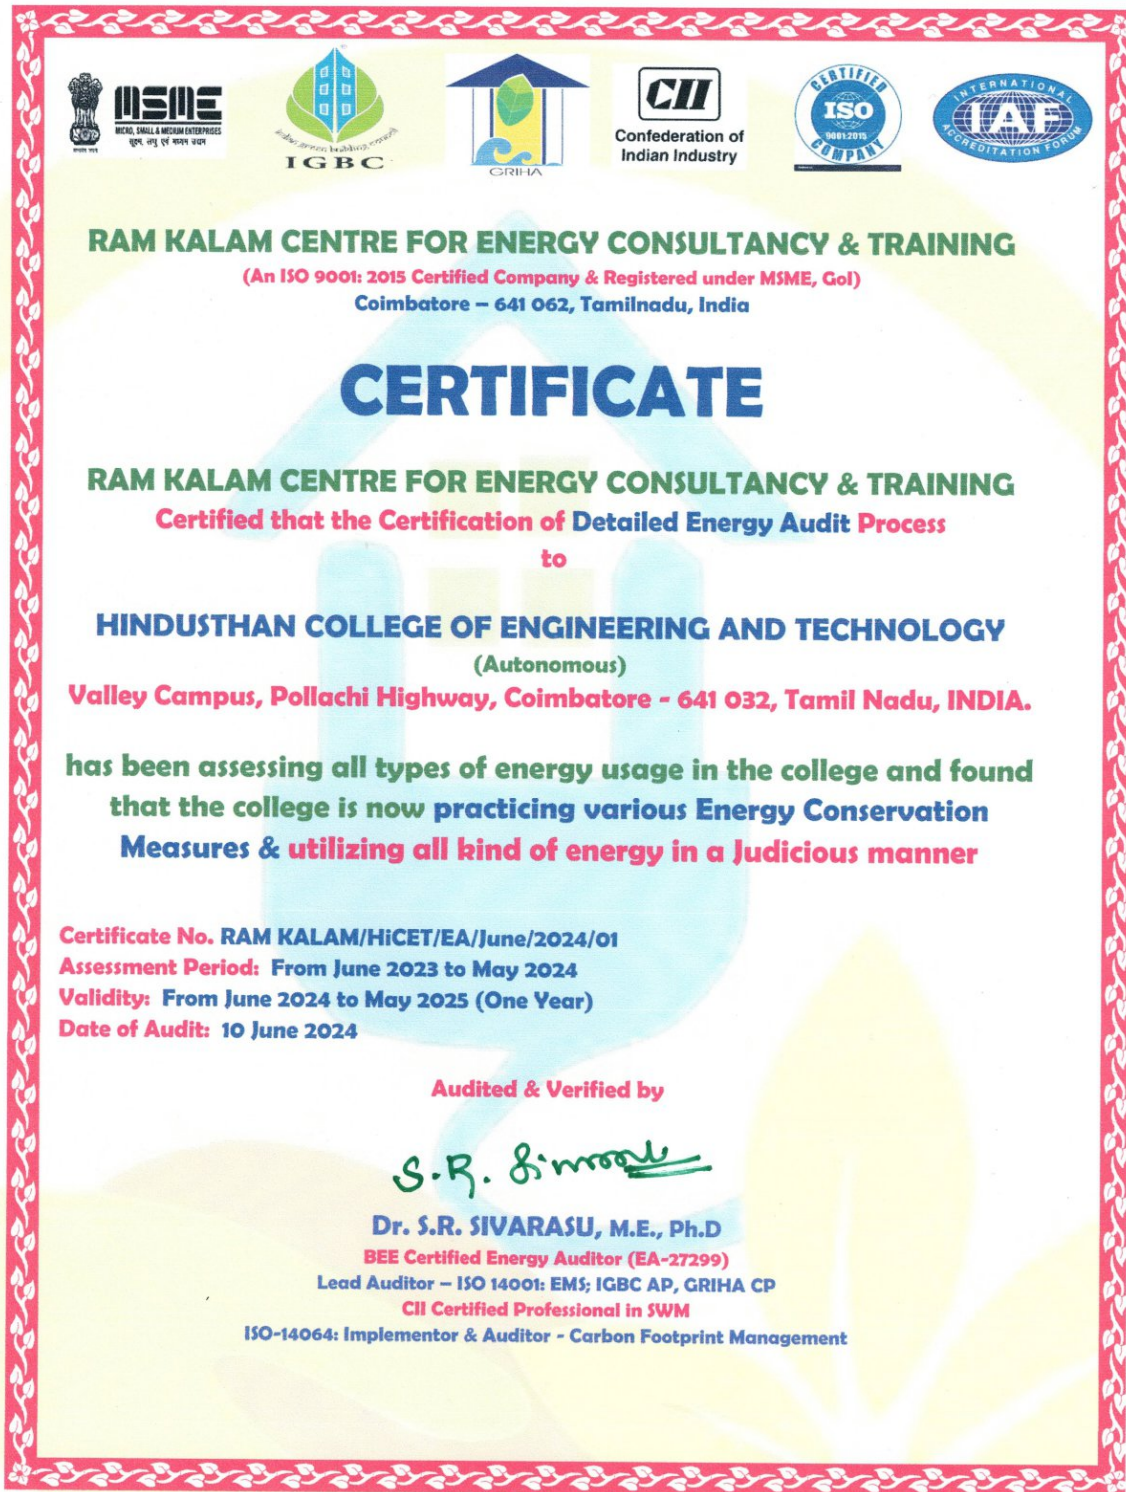 MSME
MICRO, SMALL & MEDIUM ENTERPRISES
सूक्ष्म, लघु एवं मध्यम उद्यम
सत्यमेव जयते
indian green building council
IGBC
GRIHA
CII
Confederation of
Indian Industry
CERTIFIED
ISO
9001:2015
COMPANY
INTERNATIONAL
IAF
ACCREDITATION FORUM
RAM KALAM CENTRE FOR ENERGY CONSULTANCY & TRAINING
(An ISO 9001: 2015 Certified Company & Registered under MSME, GoI)
Coimbatore – 641 062, Tamilnadu, India
CERTIFICATE
RAM KALAM CENTRE FOR ENERGY CONSULTANCY & TRAINING
Certified that the Certification of Detailed Energy Audit Process
to
HINDUSTHAN COLLEGE OF ENGINEERING AND TECHNOLOGY
(Autonomous)
Valley Campus, Pollachi Highway, Coimbatore - 641 032, Tamil Nadu, INDIA.
has been assessing all types of energy usage in the college and found
that the college is now practicing various Energy Conservation
Measures & utilizing all kind of energy in a Judicious manner
Certificate No. RAM KALAM/HiCET/EA/June/2024/01
Assessment Period: From June 2023 to May 2024
Validity: From June 2024 to May 2025 (One Year)
Date of Audit: 10 June 2024
Audited & Verified by
S.R.
Dr. S.R. SIVARASU, M.E., Ph.D
BEE Certified Energy Auditor (EA-27299)
Lead Auditor – ISO 14001: EMS; IGBC AP, GRIHA CP
CII Certified Professional in SWM
ISO-14064: Implementor & Auditor - Carbon Footprint Management